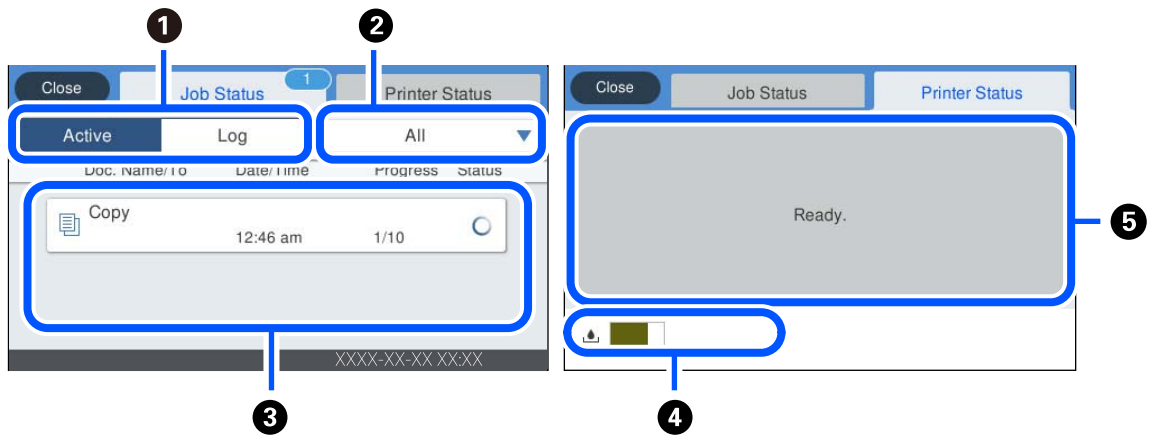 1 2
Close Job Status 1 Printer Status
Active Log All
Doc. Name/To Date/Time Progress Status
Copy
12:46 am 1/10
XXXX-XX-XX XX:XX
3
Close Job Status Printer Status
Ready.
5
4